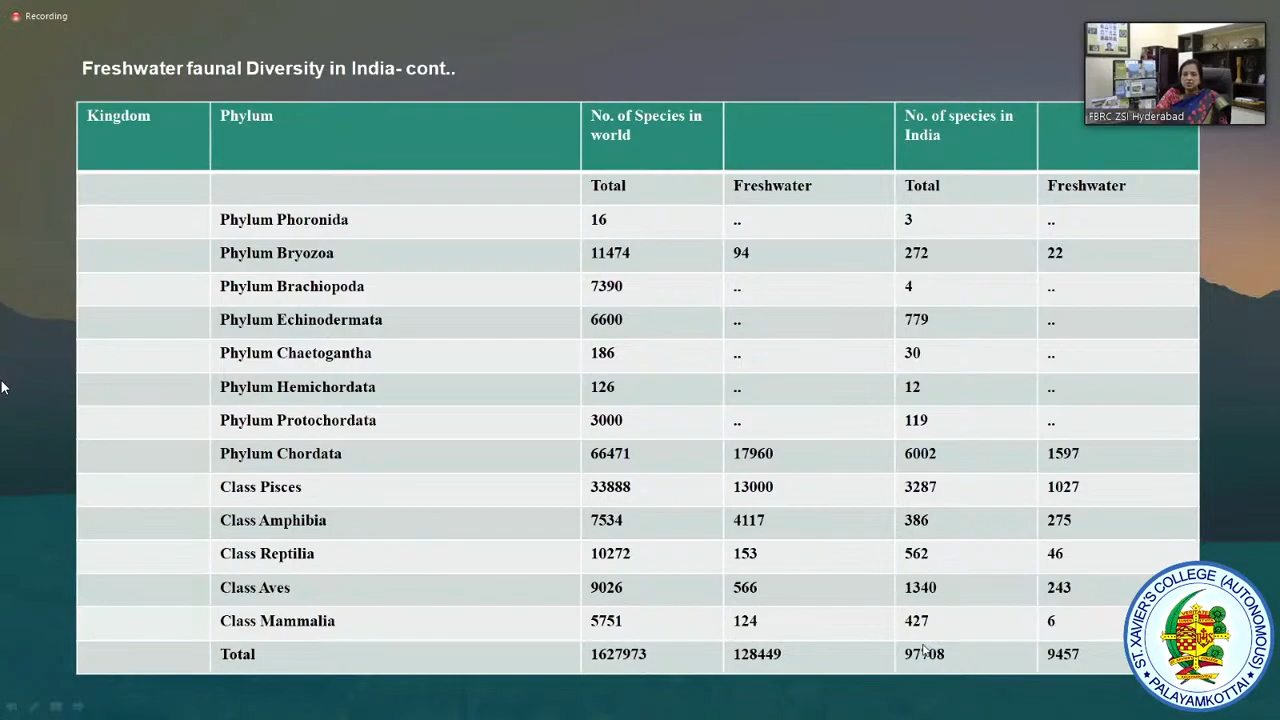 Recording
Freshwater faunal Diversity in India- cont..
FBRC ZSI Hyderabad
Kingdom Phylum No. of Species in world No. of species in India
Total Freshwater Total Freshwater
Phylum Phoronida 16 .. 3 ..
Phylum Bryozoa 11474 94 272 22
Phylum Brachiopoda 7390 .. 4 ..
Phylum Echinodermata 6600 .. 779 ..
Phylum Chaetogantha 186 .. 30 ..
Phylum Hemichordata 126 .. 12 ..
Phylum Protochordata 3000 .. 119 ..
Phylum Chordata 66471 17960 6002 1597
Class Pisces 33888 13000 3287 1027
Class Amphibia 7534 4117 386 275
Class Reptilia 10272 153 562 46
Class Aves 9026 566 1340 243
Class Mammalia 5751 124 427 6
Total 1627973 128449 9457
ST. XAVIER'S COLLEGE (AUTONOMOUS)
PALAYAMKOTTAI